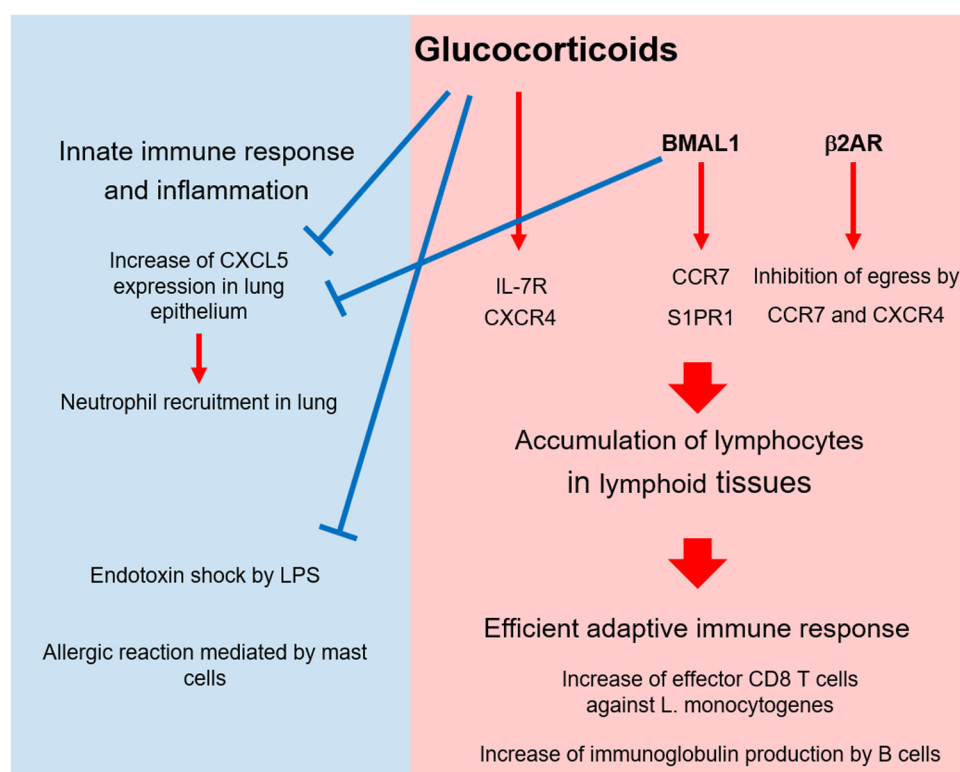 Glucocorticoids
Innate immune response
and inflammation
Increase of CXCL5
expression in lung
epithelium
Neutrophil recruitment in lung
Endotoxin shock by LPS
Allergic reaction mediated by mast
cells
IL-7R
CXCR4
BMAL1
CCR7
S1PR1
β2AR
Inhibition of egress by
CCR7 and CXCR4
Accumulation of lymphocytes
in lymphoid tissues
Efficient adaptive immune response
Increase of effector CD8 T cells
against L. monocytogenes
Increase of immunoglobulin production by B cells